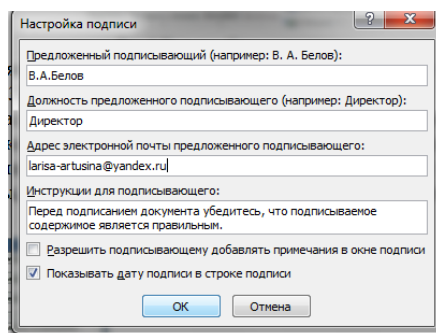 Настройка подписи
Предложенный подписывающий (например: В. А. Белов):
В.А.Белов
Должность предложенного подписывающего (например: Директор):
Директор
Адрес электронной почты предложенного подписывающего:
larisa-artusina@yandex.ru
Инструкции для подписывающего:
Перед подписанием документа убедитесь, что подписываемое
содержимое является правильным.
Разрешить подписывающему добавлять примечания в окне подписи
Показывать дату подписи в строке подписи
ОК Отмена